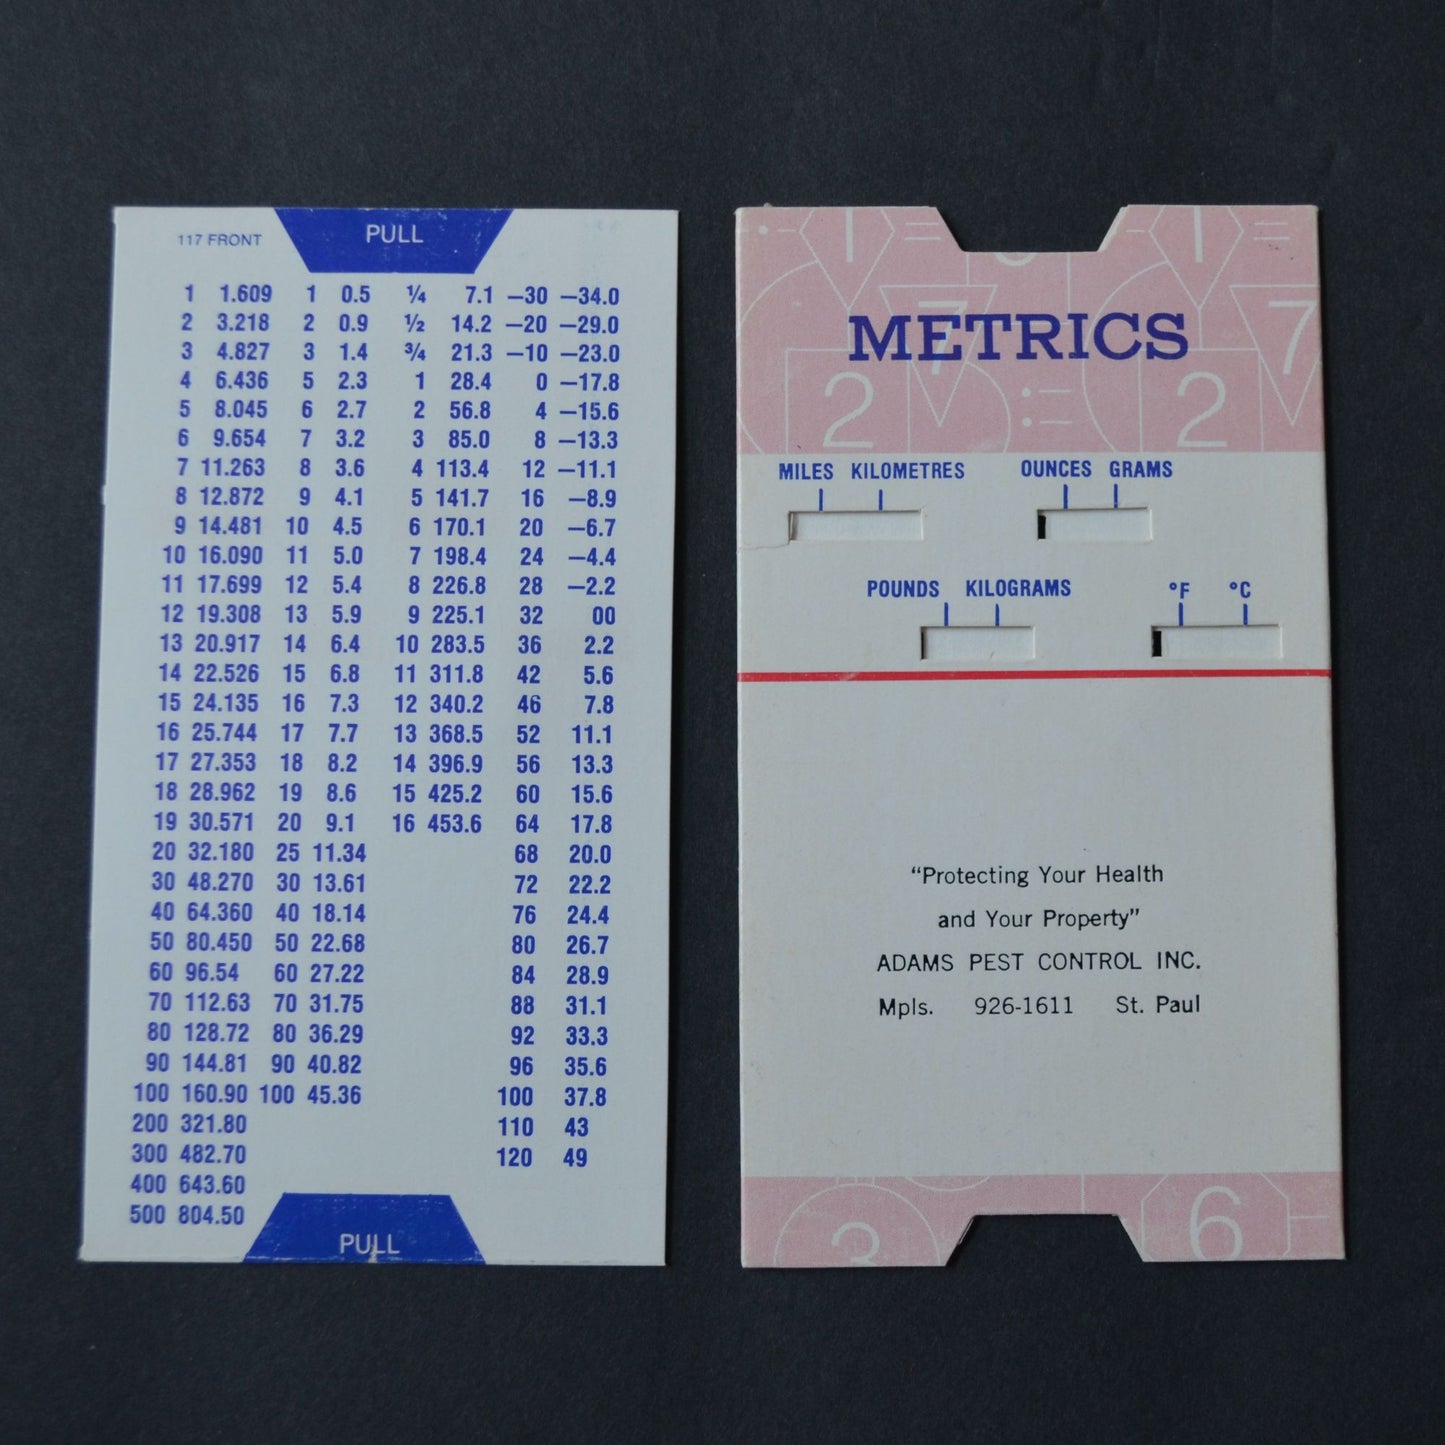 117 FRONT PULL
1 1.609 1 0.5 ¼ 7.1 —30 —34.0
2 3.218 2 0.9 ½ 14.2 —20 —29.0
3 4.827 3 1.4 ¾ 21.3 —10 —23.0
4 6.436 5 2.3 1 28.4 0 —17.8
5 8.045 6 2.7 2 56.8 4 —15.6
6 9.654 7 3.2 3 85.0 8 —13.3
7 11.263 8 3.6 4 113.4 12 —11.1
8 12.872 9 4.1 5 141.7 16 —8.9
9 14.481 10 4.5 6 170.1 20 —6.7
10 16.090 11 5.0 7 198.4 24 —4.4
11 17.699 12 5.4 8 226.8 28 —2.2
12 19.308 13 5.9 9 225.1 32 00
13 20.917 14 6.4 10 283.5 36 2.2
14 22.526 15 6.8 11 311.8 42 5.6
15 24.135 16 7.3 12 340.2 46 7.8
16 25.744 17 7.7 13 368.5 52 11.1
17 27.353 18 8.2 14 396.9 56 13.3
18 28.962 19 8.6 15 425.2 60 15.6
19 30.571 20 9.1 16 453.6 64 17.8
20 32.180 25 11.34 68 20.0
30 48.270 30 13.61 72 22.2
40 64.360 40 18.14 76 24.4
50 80.450 50 22.68 80 26.7
60 96.54 60 27.22 84 28.9
70 112.63 70 31.75 88 31.1
80 128.72 80 36.29 92 33.3
90 144.81 90 40.82 96 35.6
100 160.90 100 45.36 100 37.8
200 321.80 110 43
300 482.70 120 49
400 643.60
500 804.50
PULL
1 = 1 =
7 7
METRICS
2 2
MILES KILOMETRES OUNCES GRAMS
POUNDS KILOGRAMS °F °C
"Protecting Your Health
and Your Property"
ADAMS PEST CONTROL INC.
Mpls. 926-1611 St. Paul
3 6